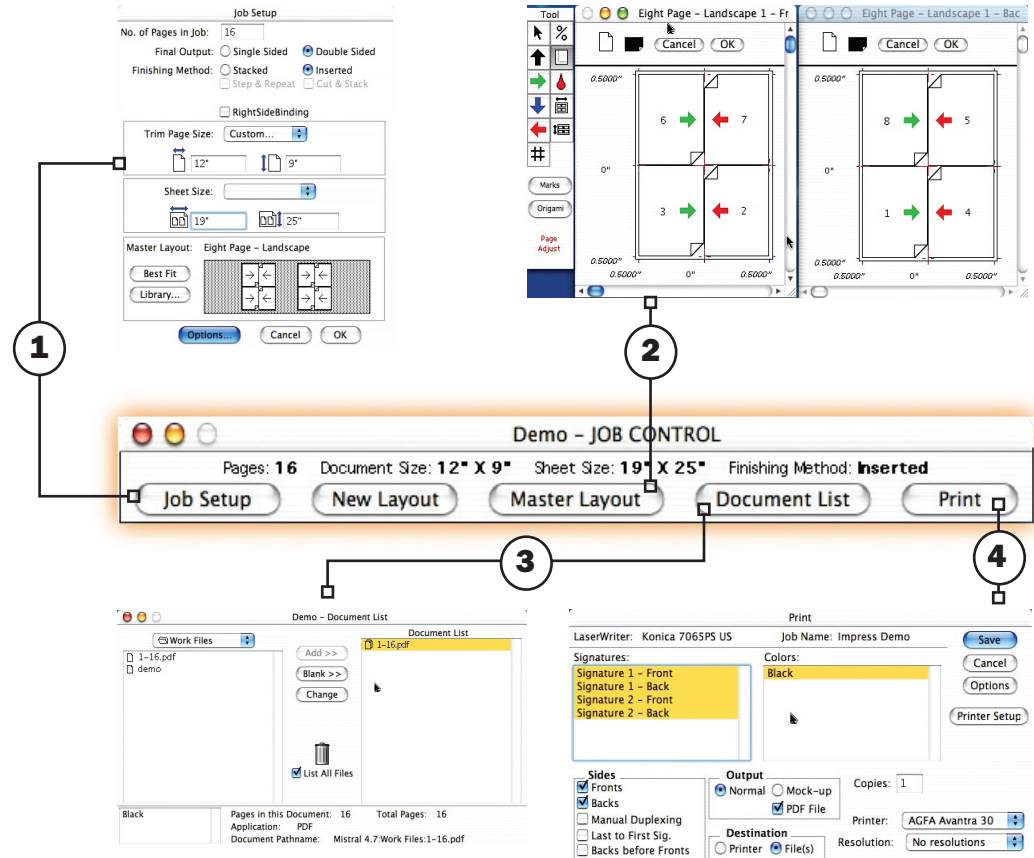 Job Setup
No. of Pages in Job: 16
Final Output: Single Sided Double Sided
Finishing Method: Stacked Inserted
Step & Repeat Cut & Stack
RightSideBinding
Trim Page Size: Custom...
12" 9"
Sheet Size:
19" 25"
Master Layout: Eight Page - Landscape
Best Fit
Library...
Options... Cancel OK
Tool
%
Marks
Origami
Page
Adjust
Eight Page - Landscape 1 - Fr
Cancel OK
0.5000"
6 7
0"
3 2
0.5000"
0.5000" 0" 0.5000"
Eight Page - Landscape 1 - Bac
Cancel OK
0.5000"
8 5
0"
1 4
0.5000"
0.5000" 0" 0.5000"
1
2
Demo - JOB CONTROL
Pages: 16 Document Size: 12" X 9" Sheet Size: 19" X 25" Finishing Method: Inserted
Job Setup New Layout Master Layout Document List Print
3
4
Demo - Document List
Work Files
1-16.pdf
demo
Add >>
Blank >>
Change
List All Files
Document List
1-16.pdf
Black
Pages in this Document: 16 Total Pages: 16
Application: PDF
Document Pathname: Mistral 4.7:Work Files:1-16.pdf
Print
LaserWriter: Konica 7065PS US Job Name: Impress Demo
Save
Cancel
Options
Printer Setup
Signatures:
Signature 1 - Front
Signature 1 - Back
Signature 2 - Front
Signature 2 - Back
Colors:
Black
Sides
Fronts
Backs
Manual Duplexing
Last to First Sig.
Backs before Fronts
Output
Normal Mock-up
PDF File
Destination
Printer File(s)
Copies: 1
Printer: AGFA Avantra 30
Resolution: No resolutions